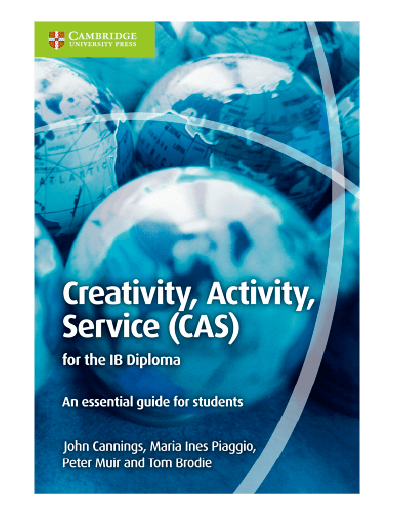 CAMBRIDGE
UNIVERSITY PRESS
ATLANTIC
Creativity, Activity,
Service (CAS)
for the IB Diploma
An essential guide for students
John Cannings, Maria Ines Piaggio,
Peter Muir and Tom Brodie